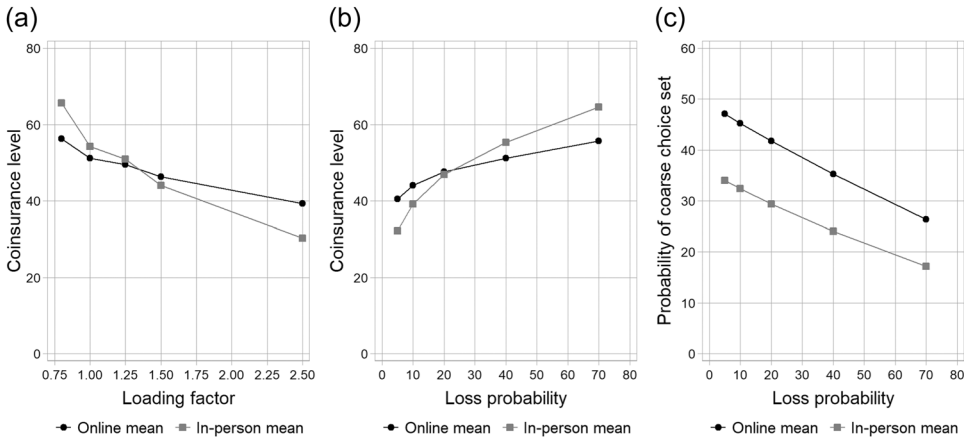 (a)
Coinsurance level
80
60
40
20
0
0.75 1.00 1.25 1.50 1.75 2.00 2.25 2.50
Loading factor
Online mean In-person mean
(b)
Coinsurance level
80
60
40
20
0
0 10 20 30 40 50 60 70 80
Loss probability
Online mean In-person mean
(c)
Probability of coarse choice set
60
50
40
30
20
10
0
0 10 20 30 40 50 60 70 80
Loss probability
Online mean In-person mean